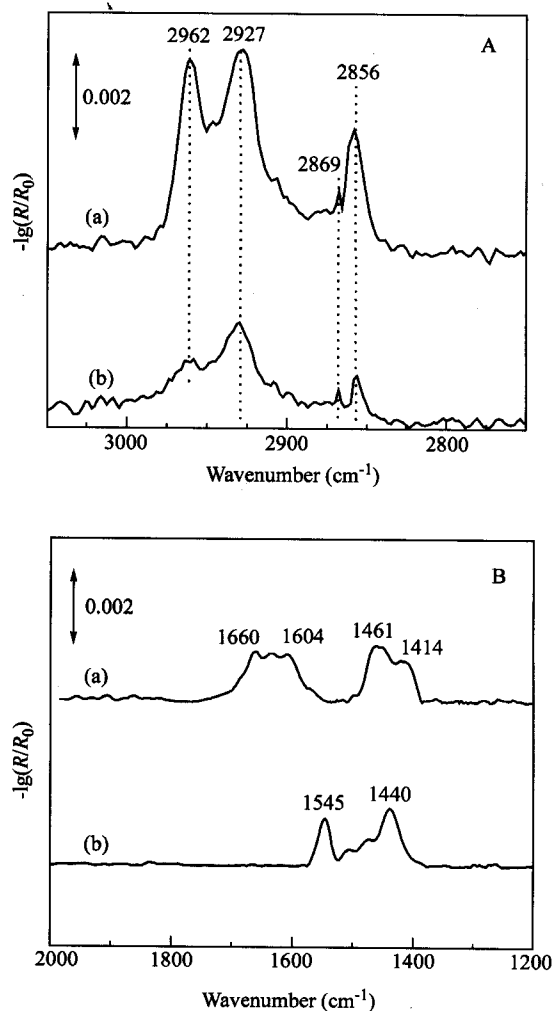 2962 2927 A
2856
0.002
2869
(a)
-lg(R/R0)
(b)
3000 2900 2800
Wavenumber (cm-1)
B
0.002
1660 1604 1461
1414
(a)
-lg(R/R0)
1545 1440
(b)
2000 1800 1600 1400 1200
Wavenumber (cm-1)